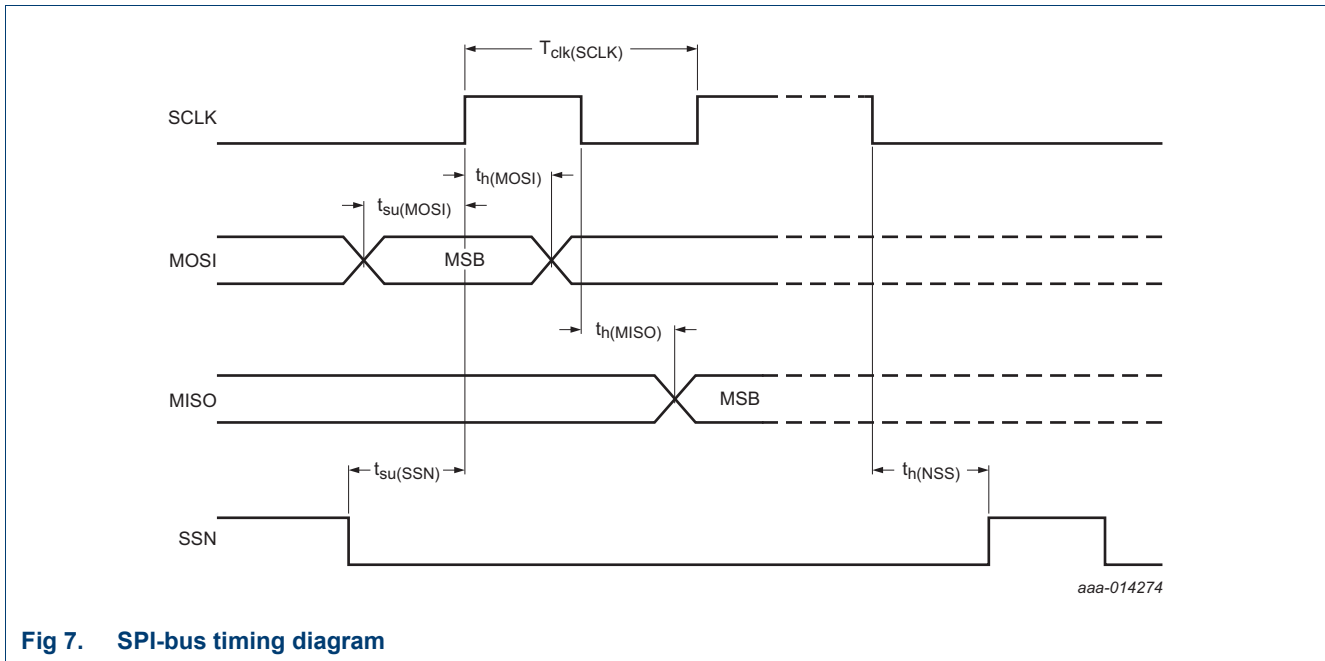 Tclk(SCLK)
SCLK
th(MOSI)
tsu(MOSI)
MOSI
MSB
th(MISO)
MISO
MSB
tsu(SSN)
th(NSS)
SSN
aaa-014274
Fig 7. SPI-bus timing diagram